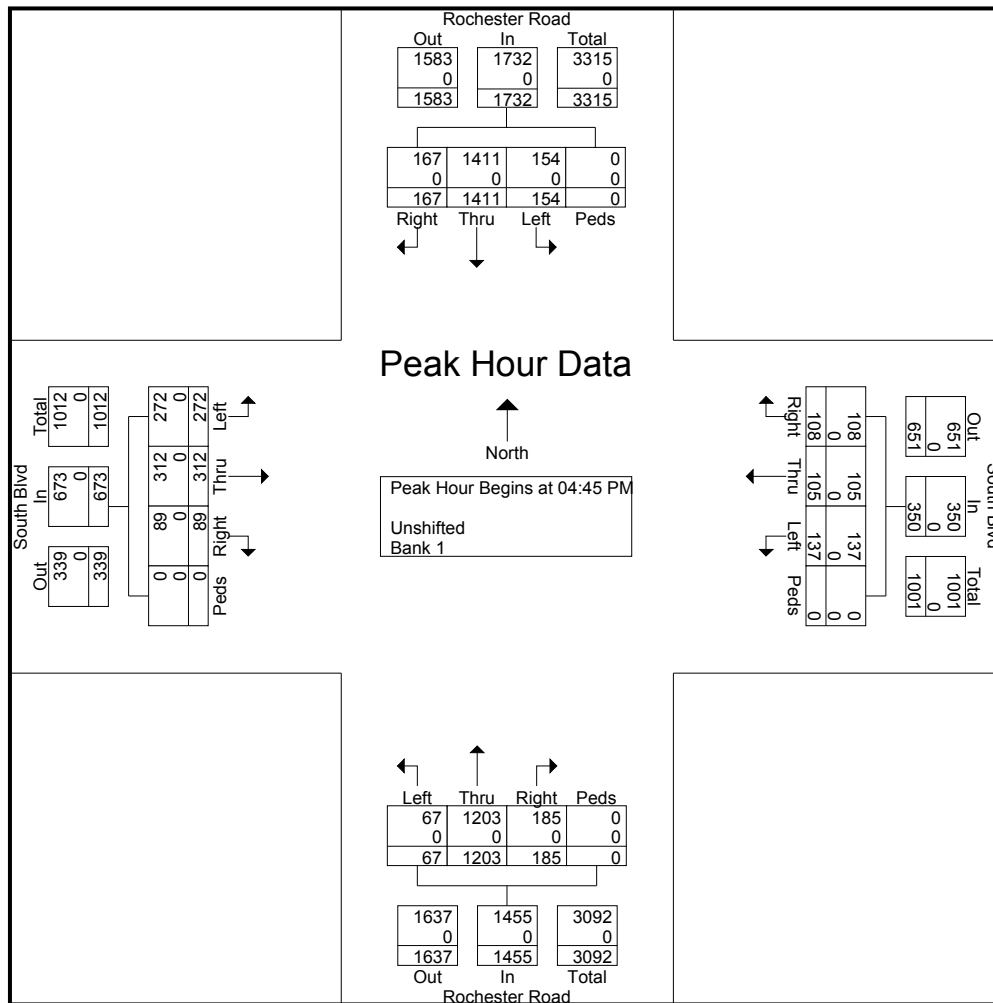 Rochester Road
Out In Total
1583 1732 3315
0 0 0
1583 1732 3315
167 1411 154 0
0 0 0 0
167 1411 154 0
Right Thru Left Peds
Peak Hour Data
North
Peak Hour Begins at 04:45 PM
Unshifted
Bank 1
South Blvd
Out In Total
339 673 1012
0 0 0
339 673 1012
Peds Right Thru Left
0 89 312 272
0 0 0 0
0 89 312 272
South Blvd
Out In Total
651 350 1001
0 0 0
651 350 1001
Right Thru Left Peds
108 105 137 0
0 0 0 0
108 105 137 0
Left Thru Right Peds
67 1203 185 0
0 0 0 0
67 1203 185 0
1637 1455 3092
0 0 0
1637 1455 3092
Out In Total
Rochester Road